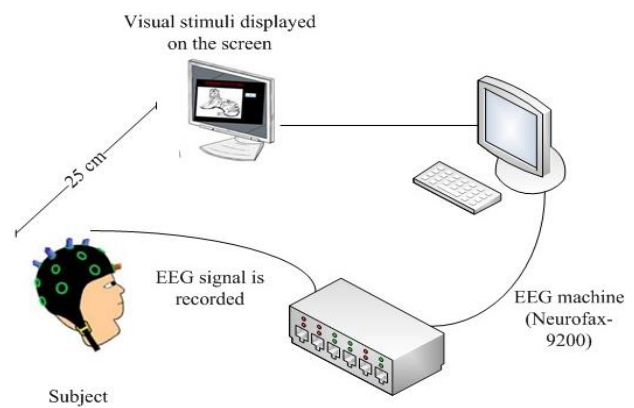 Visual stimuli displayed
on the screen
25 cm
EEG signal is
recorded
EEG machine
(Neurofax-
9200)
Subject